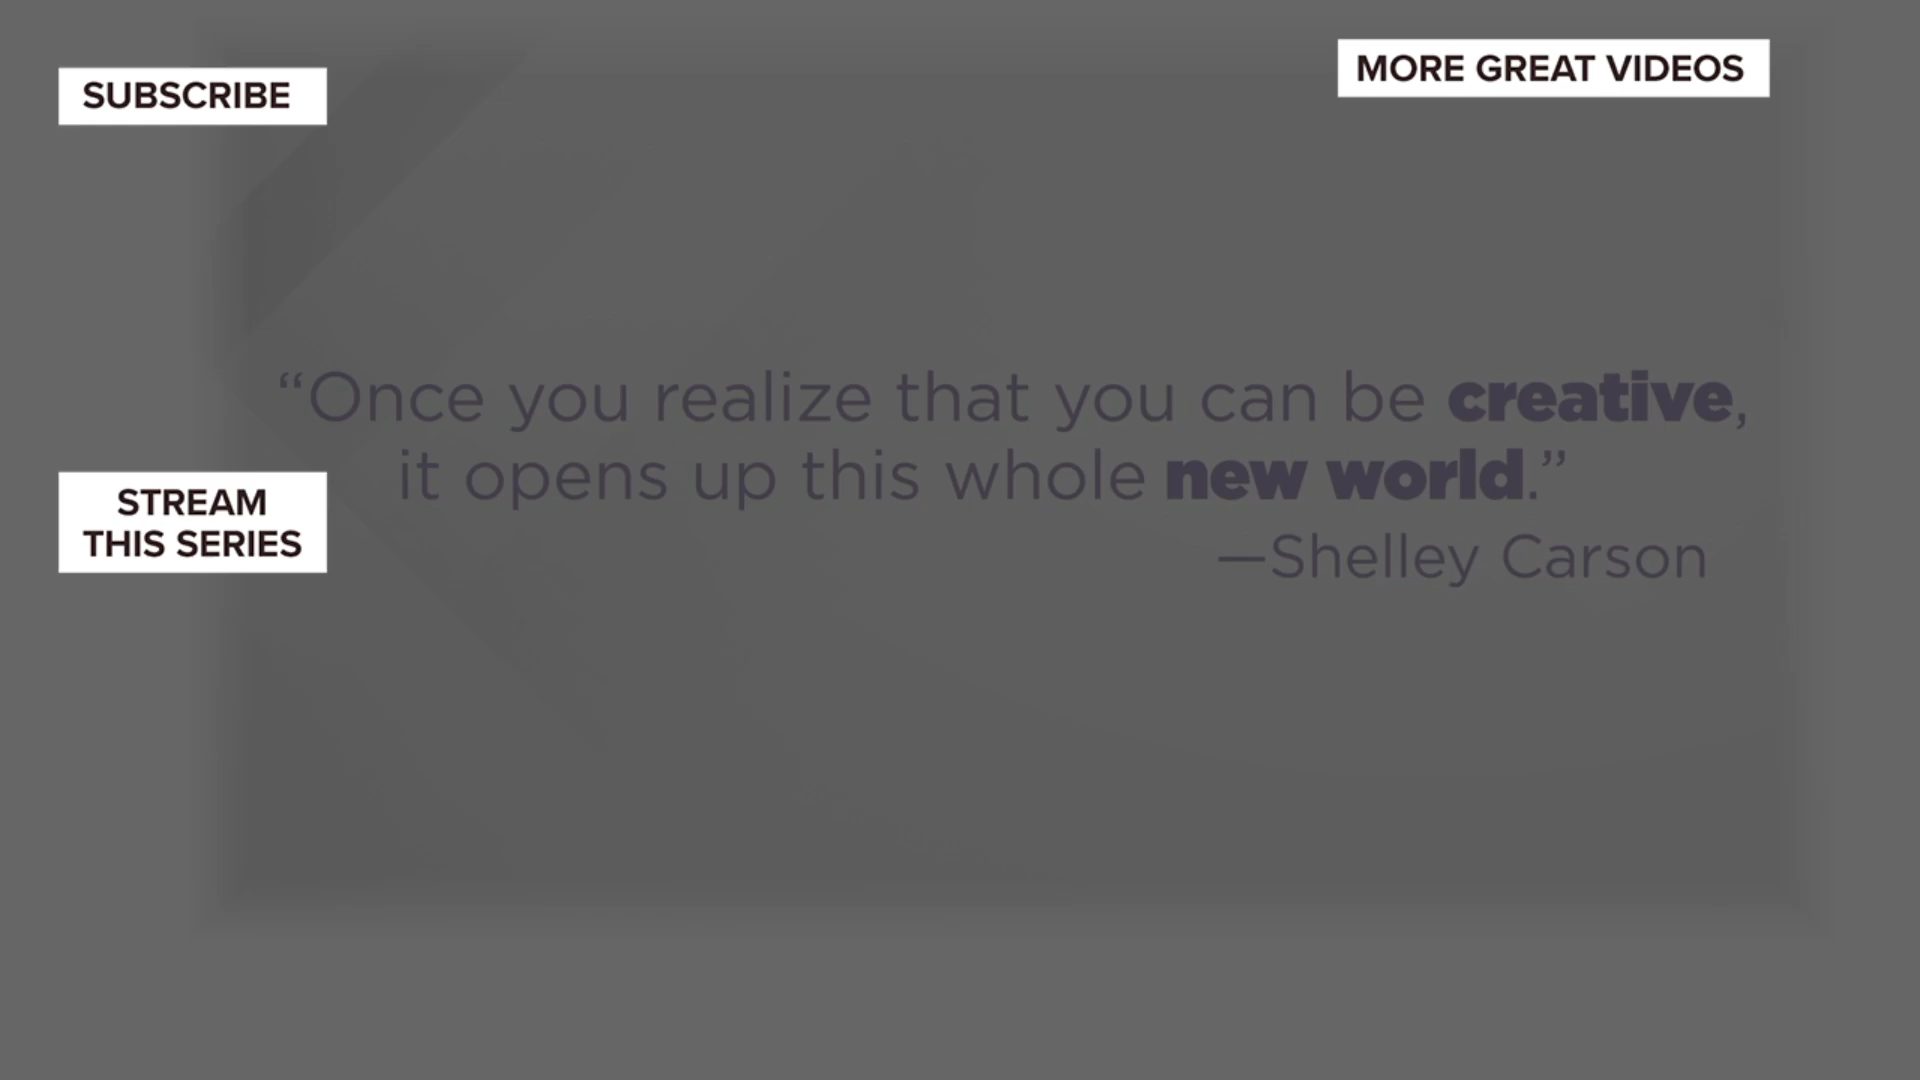 SUBSCRIBE
MORE GREAT VIDEOS
“Once you realize that you can be creative,
it opens up this whole new world.”
—Shelley Carson
STREAM
THIS SERIES